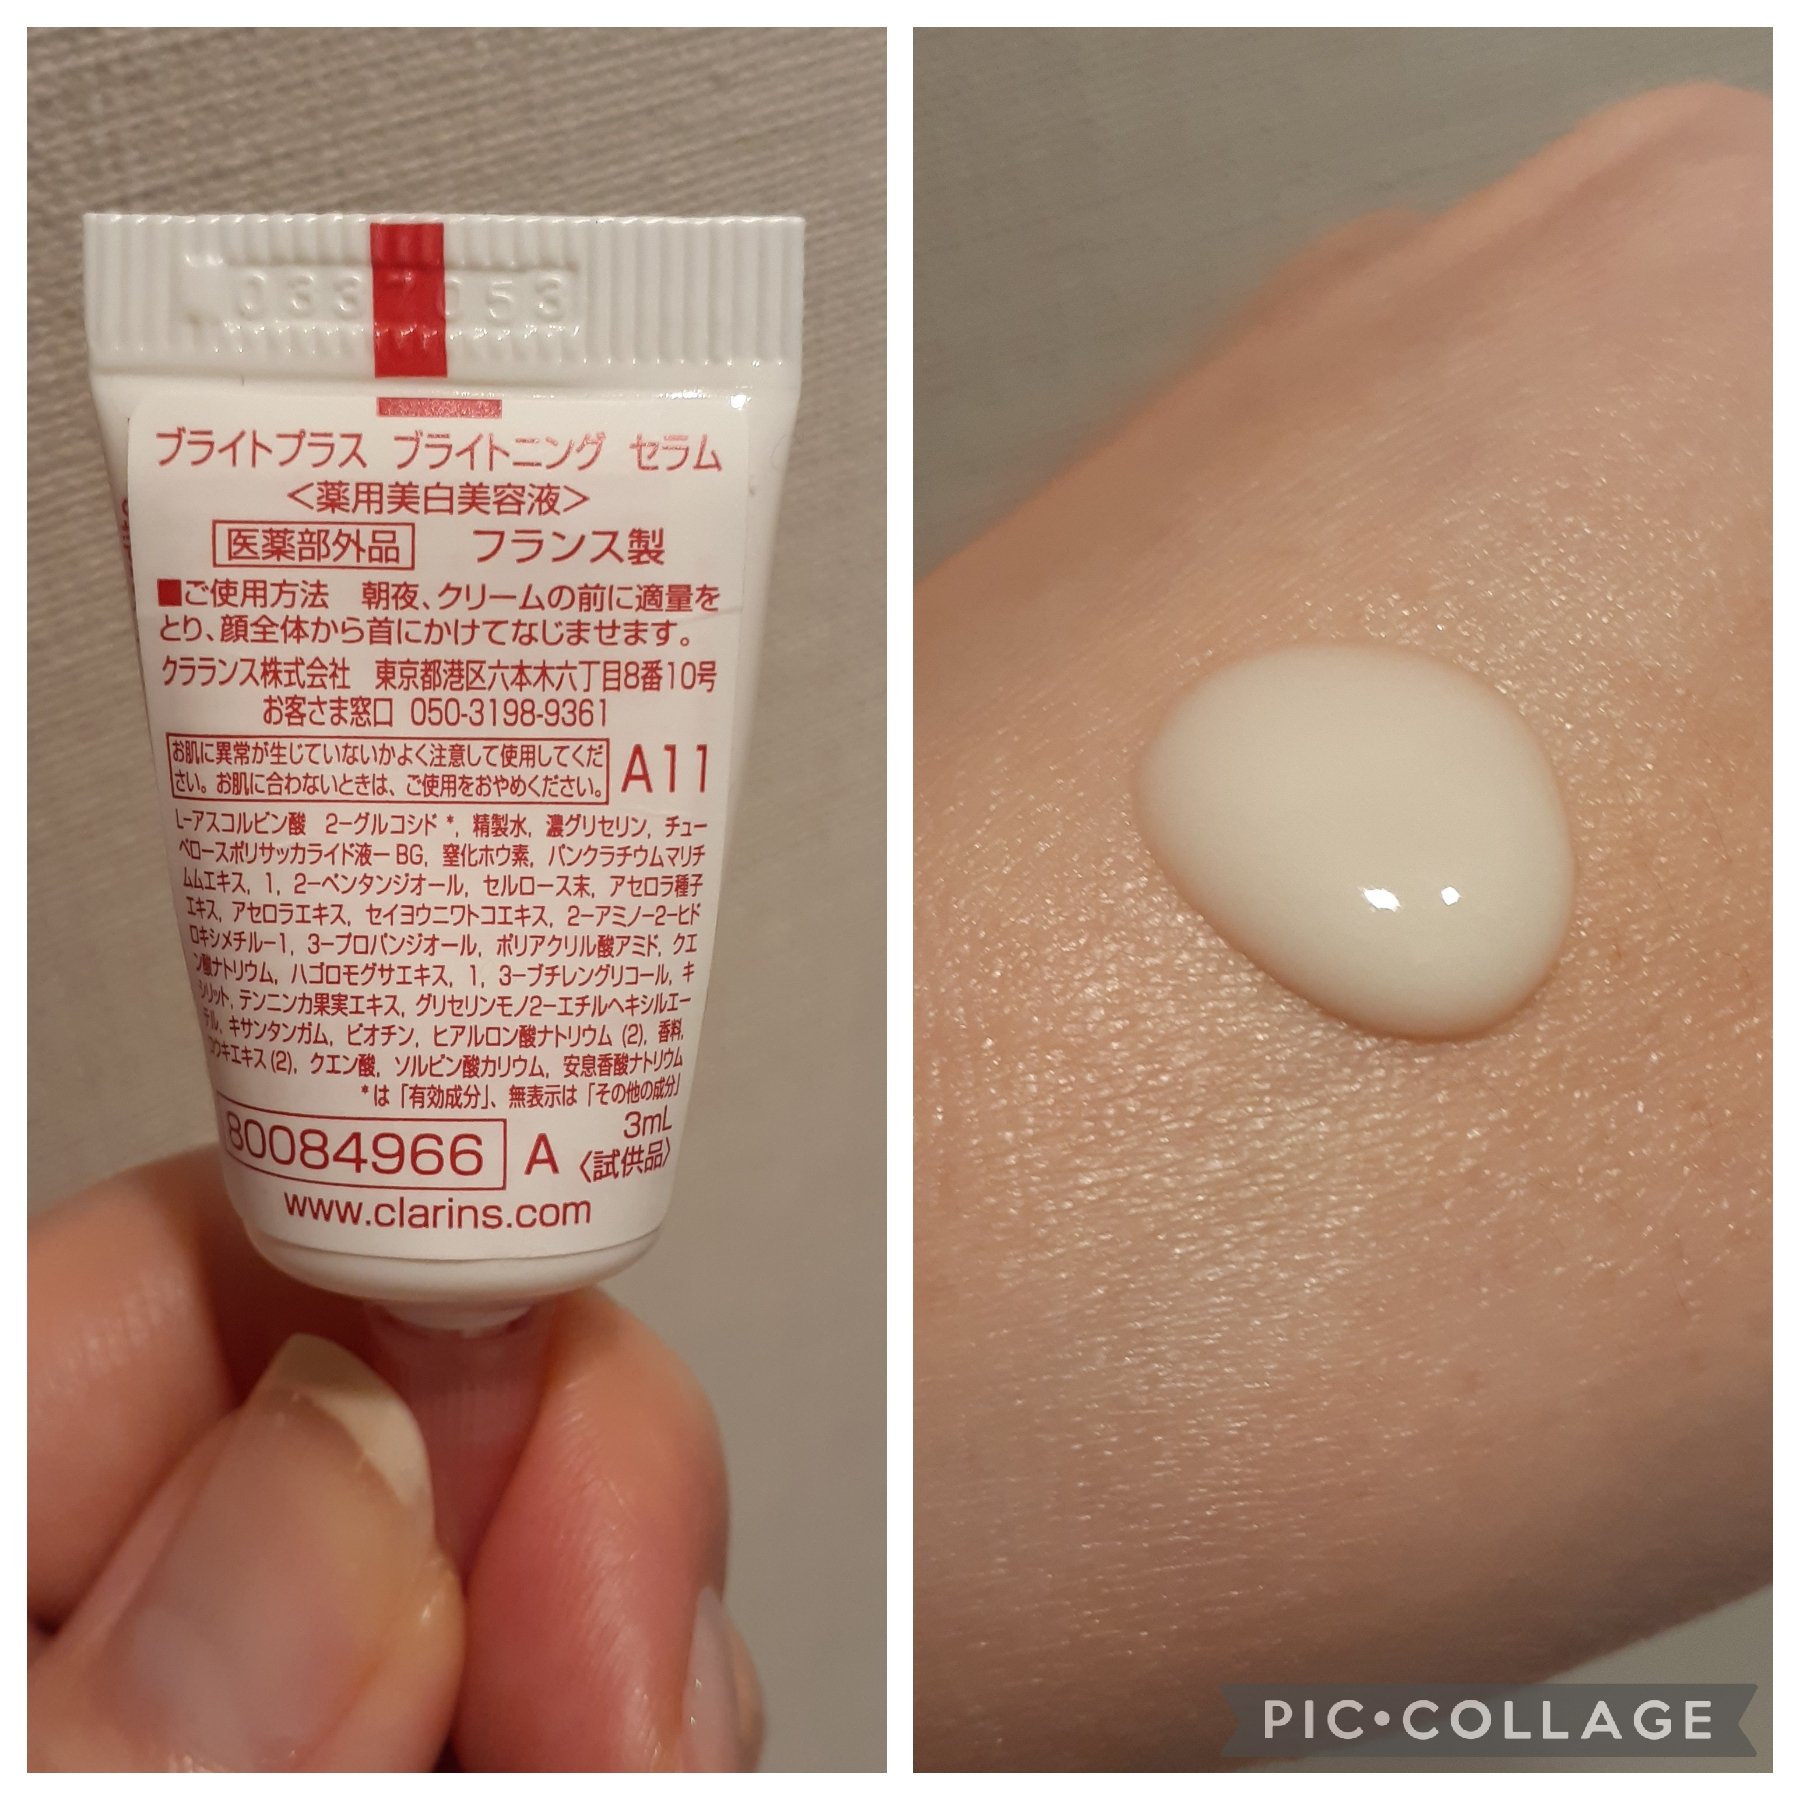 0337053
ブライトプラス ブライトニング セラム
<薬用美白美容液>
医薬部外品 フランス製
■ご使用方法 朝夜、クリームの前に適量を
とり、顔全体から首にかけてなじませます。
クラランス株式会社 東京都港区六本木六丁目8番10号
お客さま窓口 050-3198-9361
お肌に異常が生じていないかよく注意して使用してくだ
さい。お肌に合わないときは、ご使用をおやめください。 A11
L-アスコルビン酸 2-グルコシド*, 精製水, 濃グリセリン, チュー
ベロースポリサッカライド液-BG, 窒化ホウ素, パンクラチウムマリチ
ムムエキス, 1, 2-ペンタンジオール, セルロース末, アセロラ種子
エキス, アセロラエキス, セイヨウニワトコエキス, 2-アミノ-2-ヒド
ロキシメチル-1, 3-プロパンジオール, ポリアクリル酸アミド, クエ
ン酸ナトリウム, ハゴロモグサエキス, 1, 3-ブチレングリコール, キ
シリット, テンニンカ果実エキス, グリセリンモノ2-エチルヘキシルエー
テル, キサンタンガム, ビオチン, ヒアルロン酸ナトリウム (2), 香料,
ウキエキス (2), クエン酸, ソルビン酸カリウム, 安息香酸ナトリウム
*は「有効成分」、無表示は「その他の成分」
80084966 A 3mL
〈試供品〉
www.clarins.com
PIC•COLLAGE